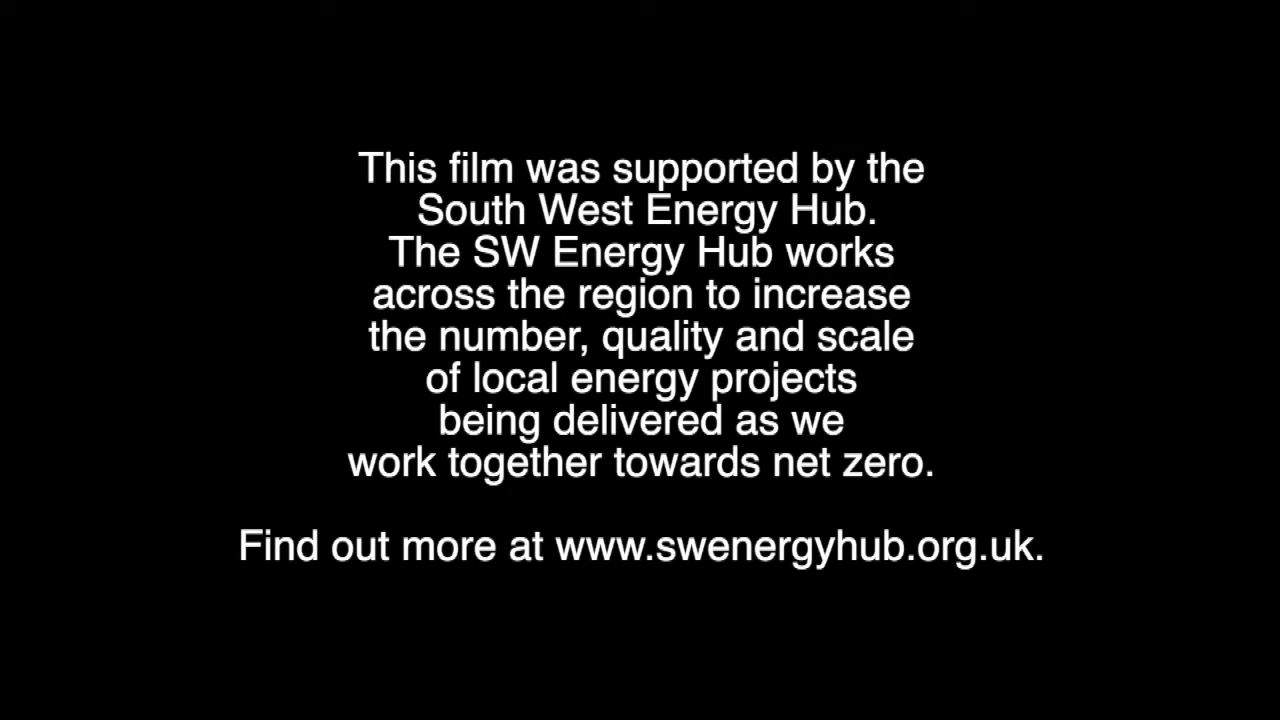 This film was supported by the
South West Energy Hub.
The SW Energy Hub works
across the region to increase
the number, quality and scale
of local energy projects
being delivered as we
work together towards net zero.
Find out more at www.swenergyhub.org.uk.